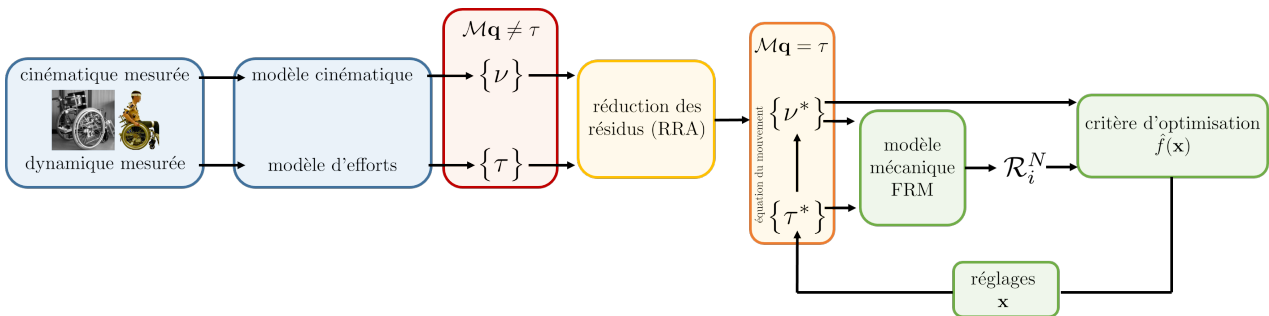 cinématique mesurée
dynamique mesurée
modèle cinématique
modèle d'efforts
ℳ𝐪 ≠ τ
{ν}
{τ}
réduction des
résidus (RRA)
ℳ𝐪 = τ
équation du mouvement
{ν*}
{τ*}
modèle
mécanique
FRM
ℛᵢᴺ
critère d'optimisation
f̂(𝐱)
réglages
𝐱